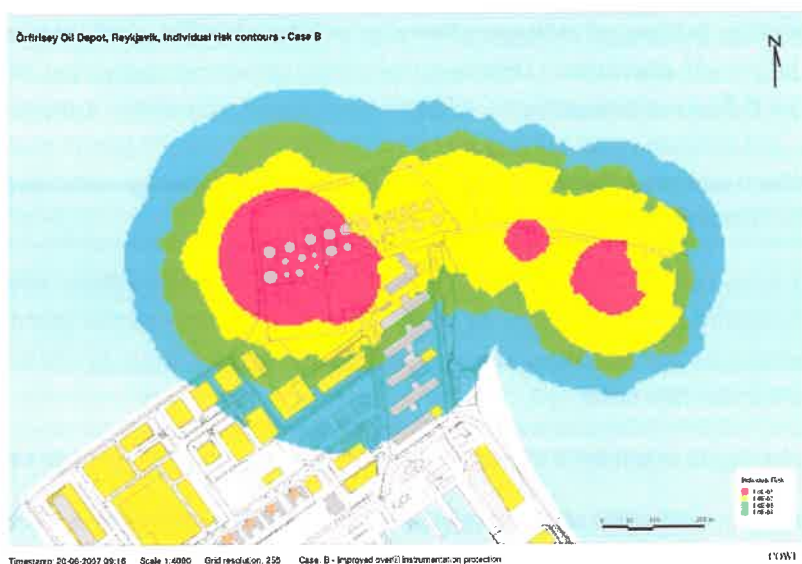 Örfirisey Oil Depot, Reykjavik, Individual risk contours - Case B
N
Individual Risk
Timestamp: 20-06-2007 09:16 Scale 1:4000 Grid resolution: 255 Case: B - Improved overfill instrumentation protection
COWI